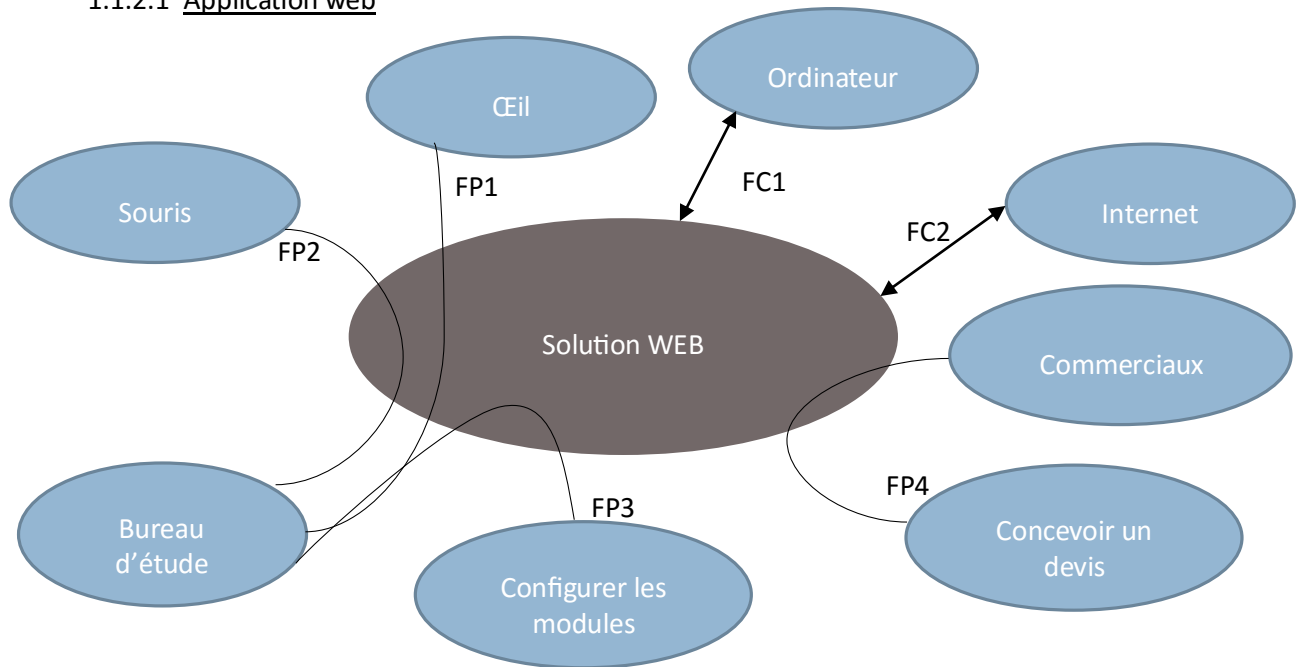 1.1.2.1 Application web
Ordinateur
Œil
FP1
FC1
Souris
Internet
FP2
FC2
Solution WEB
Commerciaux
FP4
FP3
Bureau
d'étude
Concevoir un
devis
Configurer les
modules